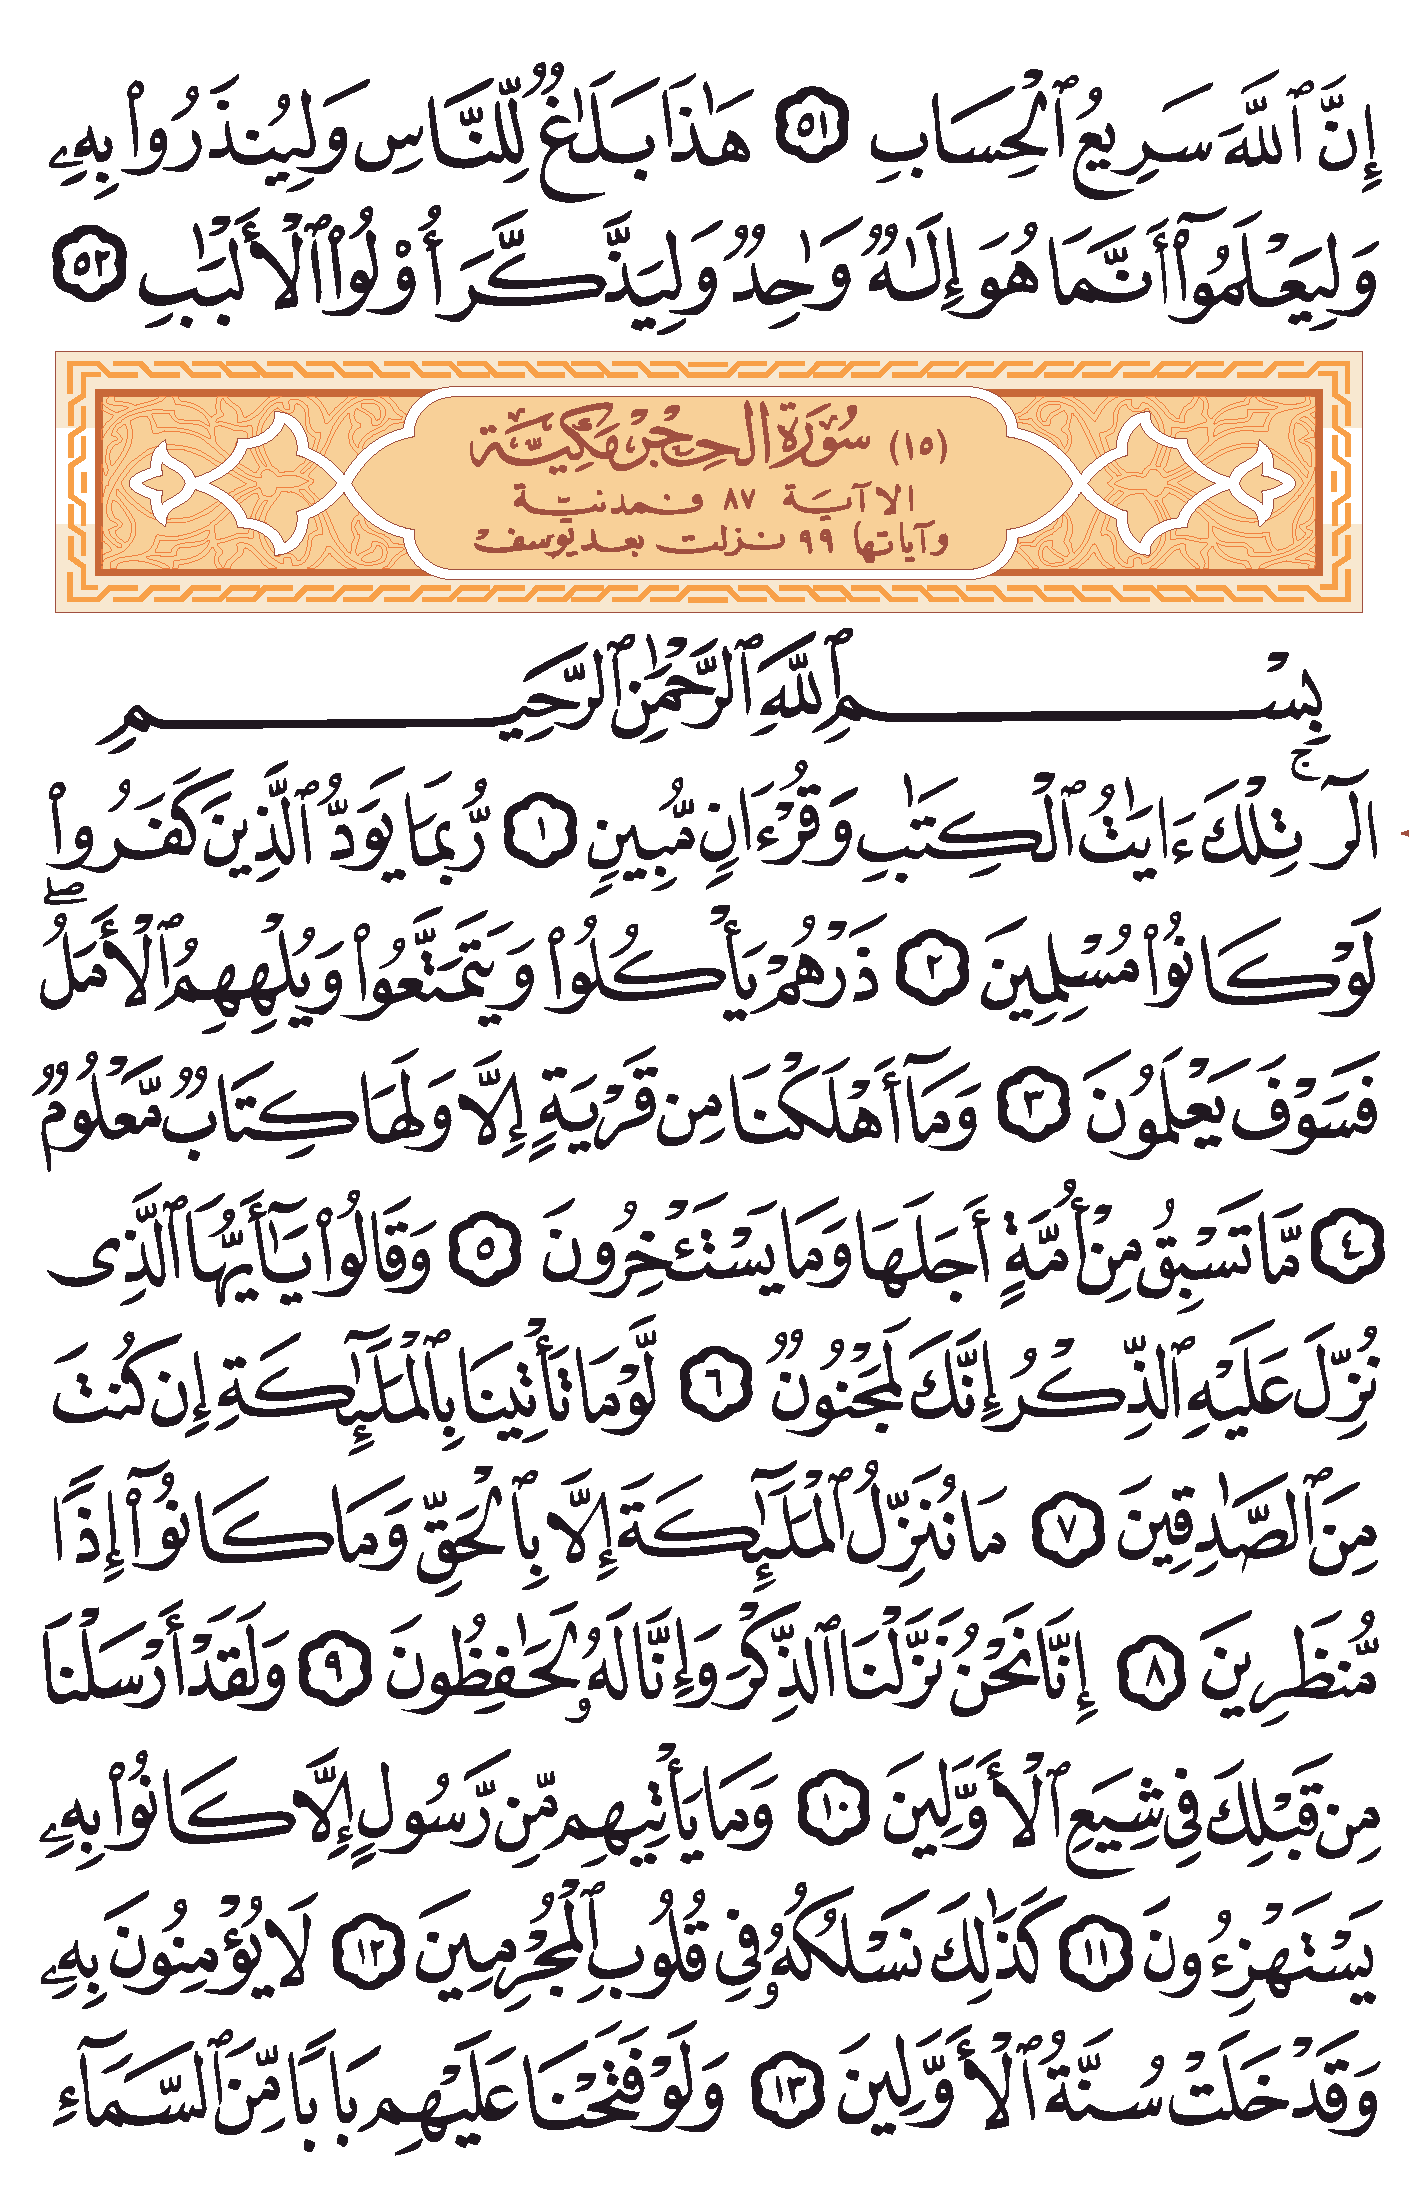 إِنَّ ٱللَّهَ سَرِيعُ ٱلْحِسَابِ ٥١ هَٰذَا بَلَٰغٌ لِّلنَّاسِ وَلِيُنذَرُوا۟ بِهِۦ
وَلِيَعْلَمُوٓا۟ أَنَّمَا هُوَ إِلَٰهٌ وَٰحِدٌ وَلِيَذَّكَّرَ أُو۟لُوا۟ ٱلْأَلْبَٰبِ ٥٢
(١٥) سُورَة الحِجْرِ مَكِيَّة
الا آية ٨٧ فمدنية
وآياتها ٩٩ نزلت بعد يوسف
بِسْمِ ٱللَّهِ ٱلرَّحْمَٰنِ ٱلرَّحِيمِ
الٓر ۚ تِلْكَ ءَايَٰتُ ٱلْكِتَٰبِ وَقُرْءَانٍ مُّبِينٍ ١ رُّبَمَا يَوَدُّ ٱلَّذِينَ كَفَرُوا۟
لَوْ كَانُوا۟ مُسْلِمِينَ ٢ ذَرْهُمْ يَأْكُلُوا۟ وَيَتَمَتَّعُوا۟ وَيُلْهِهِمُ ٱلْأَمَلُ ۖ
فَسَوْفَ يَعْلَمُونَ ٣ وَمَآ أَهْلَكْنَا مِن قَرْيَةٍ إِلَّا وَلَهَا كِتَابٌ مَّعْلُومٌ
٤ مَّا تَسْبِقُ مِنْ أُمَّةٍ أَجَلَهَا وَمَا يَسْتَـْٔخِرُونَ ٥ وَقَالُوا۟ يَٰٓأَيُّهَا ٱلَّذِى
نُزِّلَ عَلَيْهِ ٱلذِّكْرُ إِنَّكَ لَمَجْنُونٌ ٦ لَّوْ مَا تَأْتِينَا بِٱلْمَلَٰٓئِكَةِ إِن كُنتَ
مِنَ ٱلصَّٰدِقِينَ ٧ مَا نُنَزِّلُ ٱلْمَلَٰٓئِكَةَ إِلَّا بِٱلْحَقِّ وَمَا كَانُوٓا۟ إِذًا
مُّنظَرِينَ ٨ إِنَّا نَحْنُ نَزَّلْنَا ٱلذِّكْرَ وَإِنَّا لَهُۥ لَحَٰفِظُونَ ٩ وَلَقَدْ أَرْسَلْنَا
مِن قَبْلِكَ فِى شِيَعِ ٱلْأَوَّلِينَ ١٠ وَمَا يَأْتِيهِم مِّن رَّسُولٍ إِلَّا كَانُوا۟ بِهِۦ
يَسْتَهْزِءُونَ ١١ كَذَٰلِكَ نَسْلُكُهُۥ فِى قُلُوبِ ٱلْمُجْرِمِينَ ١٢ لَا يُؤْمِنُونَ بِهِۦ
وَقَدْ خَلَتْ سُنَّةُ ٱلْأَوَّلِينَ ١٣ وَلَوْ فَتَحْنَا عَلَيْهِم بَابًا مِّنَ ٱلسَّمَآءِ